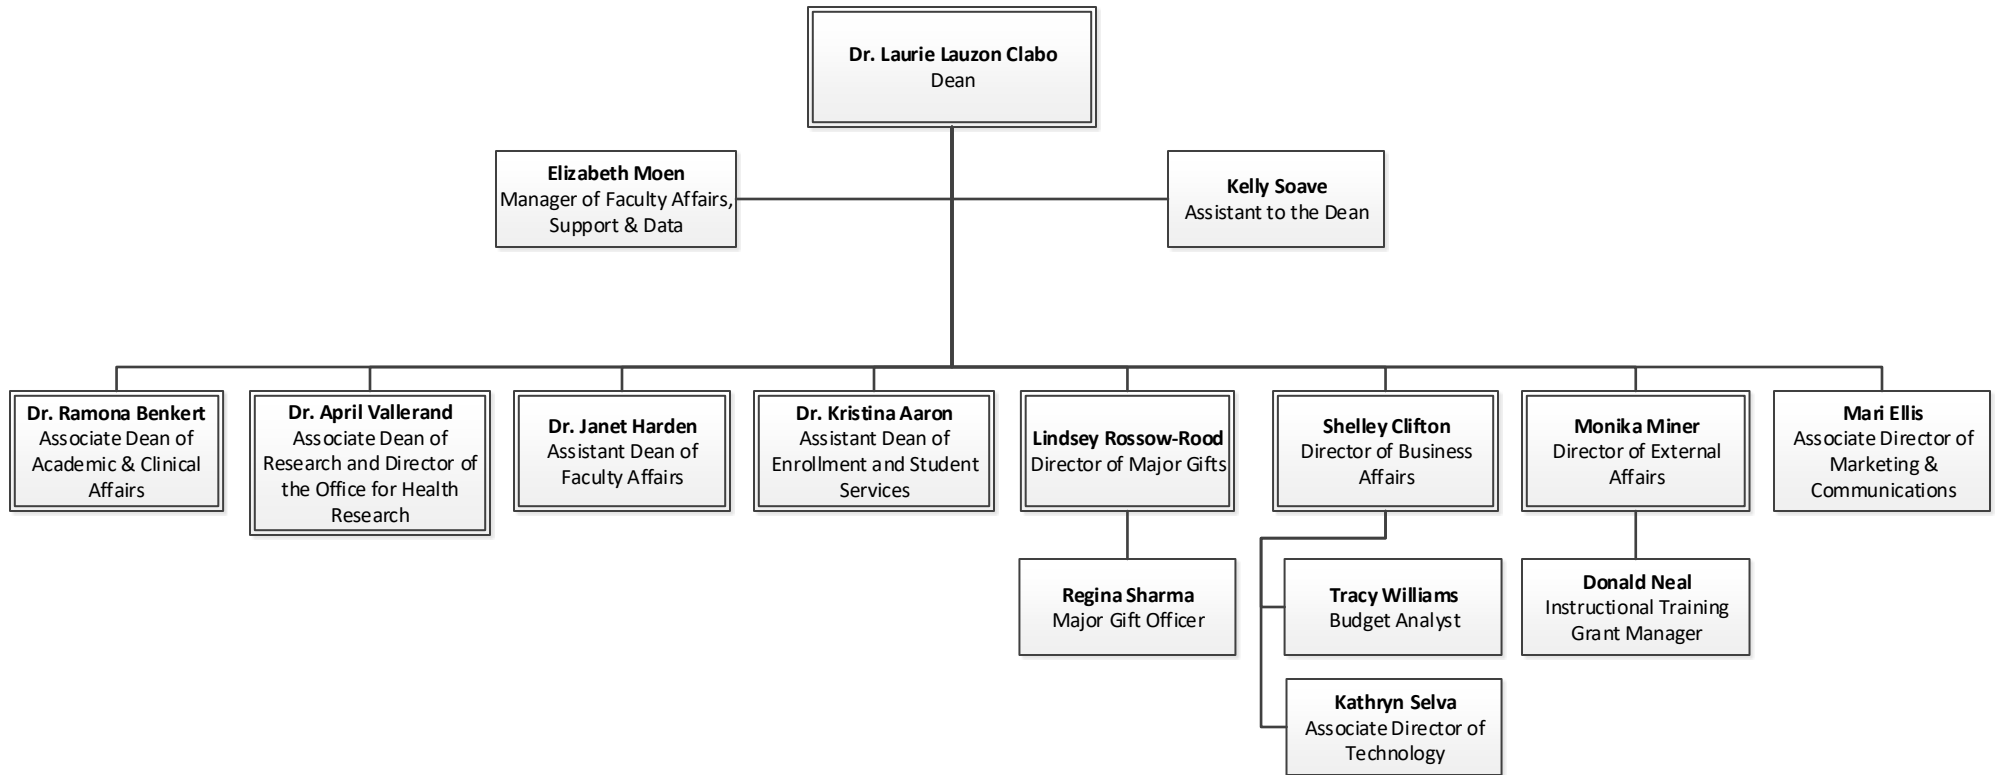 Dr. Laurie Lauzon Clabo
Dean
Elizabeth Moen
Manager of Faculty Affairs,
Support & Data
Kelly Soave
Assistant to the Dean
Dr. Ramona Benkert
Associate Dean of
Academic & Clinical
Affairs
Dr. April Vallerand
Associate Dean of
Research and Director of
the Office for Health
Research
Dr. Janet Harden
Assistant Dean of
Faculty Affairs
Dr. Kristina Aaron
Assistant Dean of
Enrollment and Student
Services
Lindsey Rossow-Rood
Director of Major Gifts
Shelley Clifton
Director of Business
Affairs
Monika Miner
Director of External
Affairs
Mari Ellis
Associate Director of
Marketing &
Communications
Regina Sharma
Major Gift Officer
Tracy Williams
Budget Analyst
Donald Neal
Instructional Training
Grant Manager
Kathryn Selva
Associate Director of
Technology